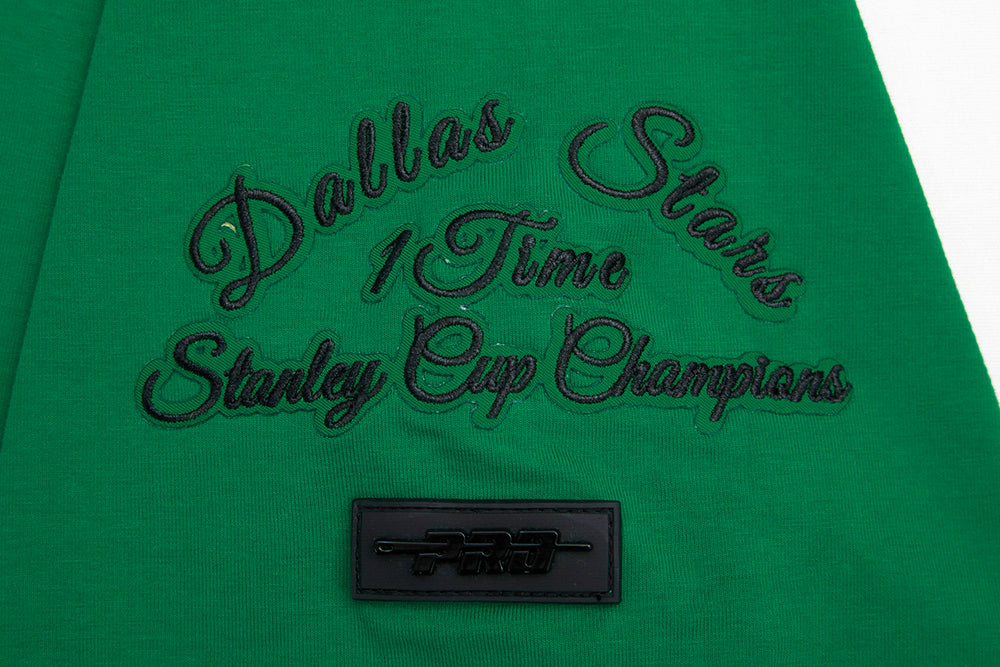 Dallas Stars
1 Time
Stanley Cup Champions
PRO